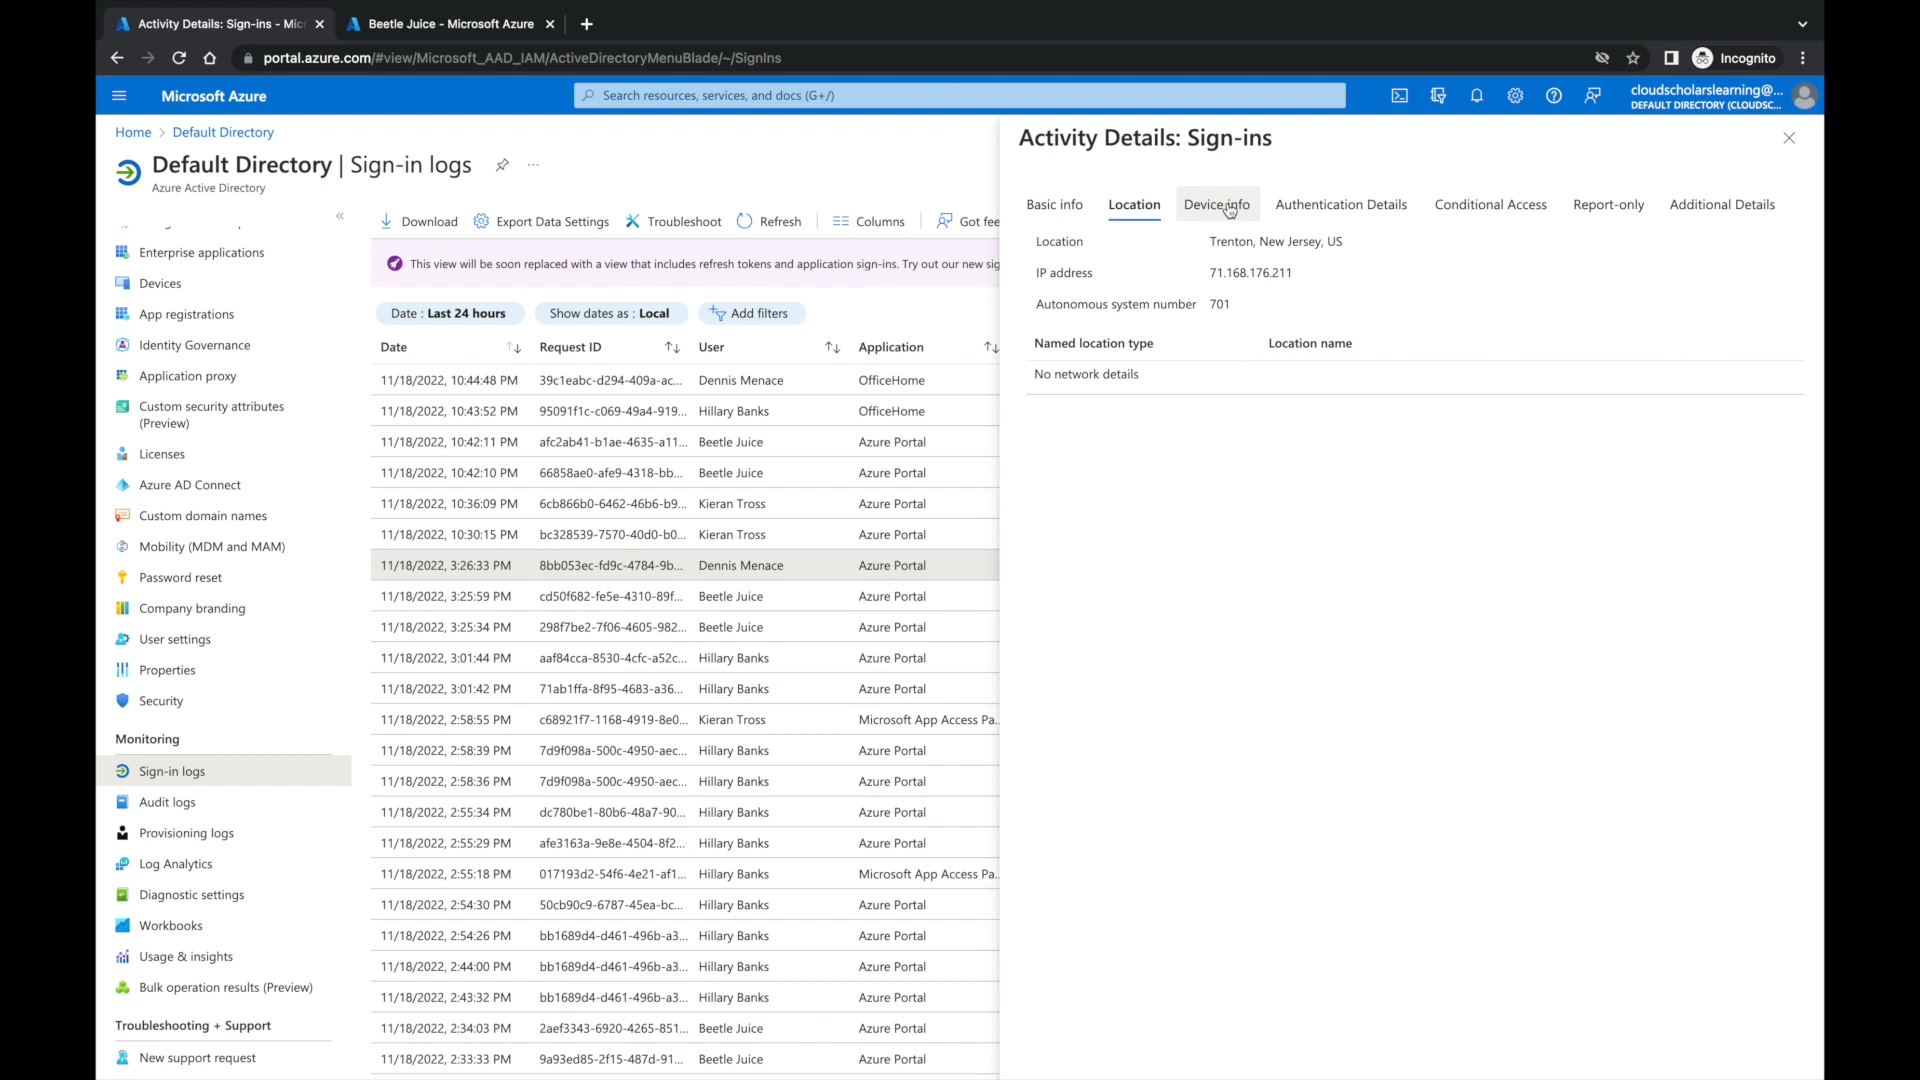 Activity Details: Sign-ins - Mic
Beetle Juice - Microsoft Azure
portal.azure.com/#view/Microsoft_AAD_IAM/ActiveDirectoryMenuBlade/~/SignIns
Incognito
Microsoft Azure
Search resources, services, and docs (G+/)
cloudscholarslearning@...
DEFAULT DIRECTORY (CLOUDSC...
Home > Default Directory
Default Directory | Sign-in logs
Azure Active Directory
Enterprise applications
Devices
App registrations
Identity Governance
Application proxy
Custom security attributes
(Preview)
Licenses
Azure AD Connect
Custom domain names
Mobility (MDM and MAM)
Password reset
Company branding
User settings
Properties
Security
Monitoring
Sign-in logs
Audit logs
Provisioning logs
Log Analytics
Diagnostic settings
Workbooks
Usage & insights
Bulk operation results (Preview)
Troubleshooting + Support
New support request
Download Export Data Settings Troubleshoot Refresh Columns Got fee
This view will be soon replaced with a view that includes refresh tokens and application sign-ins. Try out our new sig
Date : Last 24 hours Show dates as : Local Add filters
Date Request ID User Application
11/18/2022, 10:44:48 PM 39c1eabc-d294-409a-ac... Dennis Menace OfficeHome
11/18/2022, 10:43:52 PM 95091f1c-c069-49a4-919... Hillary Banks OfficeHome
11/18/2022, 10:42:11 PM afc2ab41-b1ae-4635-a11... Beetle Juice Azure Portal
11/18/2022, 10:42:10 PM 66858ae0-afe9-4318-bb... Beetle Juice Azure Portal
11/18/2022, 10:36:09 PM 6cb866b0-6462-46b6-b9... Kieran Tross Azure Portal
11/18/2022, 10:30:15 PM bc328539-7570-40d0-b0... Kieran Tross Azure Portal
11/18/2022, 3:26:33 PM 8bb053ec-fd9c-4784-9b... Dennis Menace Azure Portal
11/18/2022, 3:25:59 PM cd50f682-fe5e-4310-89f... Beetle Juice Azure Portal
11/18/2022, 3:25:34 PM 298f7be2-7f06-4605-982... Beetle Juice Azure Portal
11/18/2022, 3:01:44 PM aaf84cca-8530-4cfc-a52c... Hillary Banks Azure Portal
11/18/2022, 3:01:42 PM 71ab1ffa-8f95-4683-a36... Hillary Banks Azure Portal
11/18/2022, 2:58:55 PM c68921f7-1168-4919-8e0... Kieran Tross Microsoft App Access Pa...
11/18/2022, 2:58:39 PM 7d9f098a-500c-4950-aec... Hillary Banks Azure Portal
11/18/2022, 2:58:36 PM 7d9f098a-500c-4950-aec... Hillary Banks Azure Portal
11/18/2022, 2:55:34 PM dc780be1-80b6-48a7-90... Hillary Banks Azure Portal
11/18/2022, 2:55:29 PM afe3163a-9e8e-4504-8f2... Hillary Banks Azure Portal
11/18/2022, 2:55:18 PM 017193d2-54f6-4e21-af1... Hillary Banks Microsoft App Access Pa...
11/18/2022, 2:54:30 PM 50cb90c9-6787-45ea-bc... Hillary Banks Azure Portal
11/18/2022, 2:54:26 PM bb1689d4-d461-496b-a3... Hillary Banks Azure Portal
11/18/2022, 2:44:00 PM bb1689d4-d461-496b-a3... Hillary Banks Azure Portal
11/18/2022, 2:43:32 PM bb1689d4-d461-496b-a3... Hillary Banks Azure Portal
11/18/2022, 2:34:03 PM 2aef3343-6920-4265-851... Beetle Juice Azure Portal
11/18/2022, 2:33:33 PM 9a93ed85-2f15-487d-91... Beetle Juice Azure Portal
Activity Details: Sign-ins
Basic info Location Device info Authentication Details Conditional Access Report-only Additional Details
Location Trenton, New Jersey, US
IP address 71.168.176.211
Autonomous system number 701
Named location type Location name
No network details